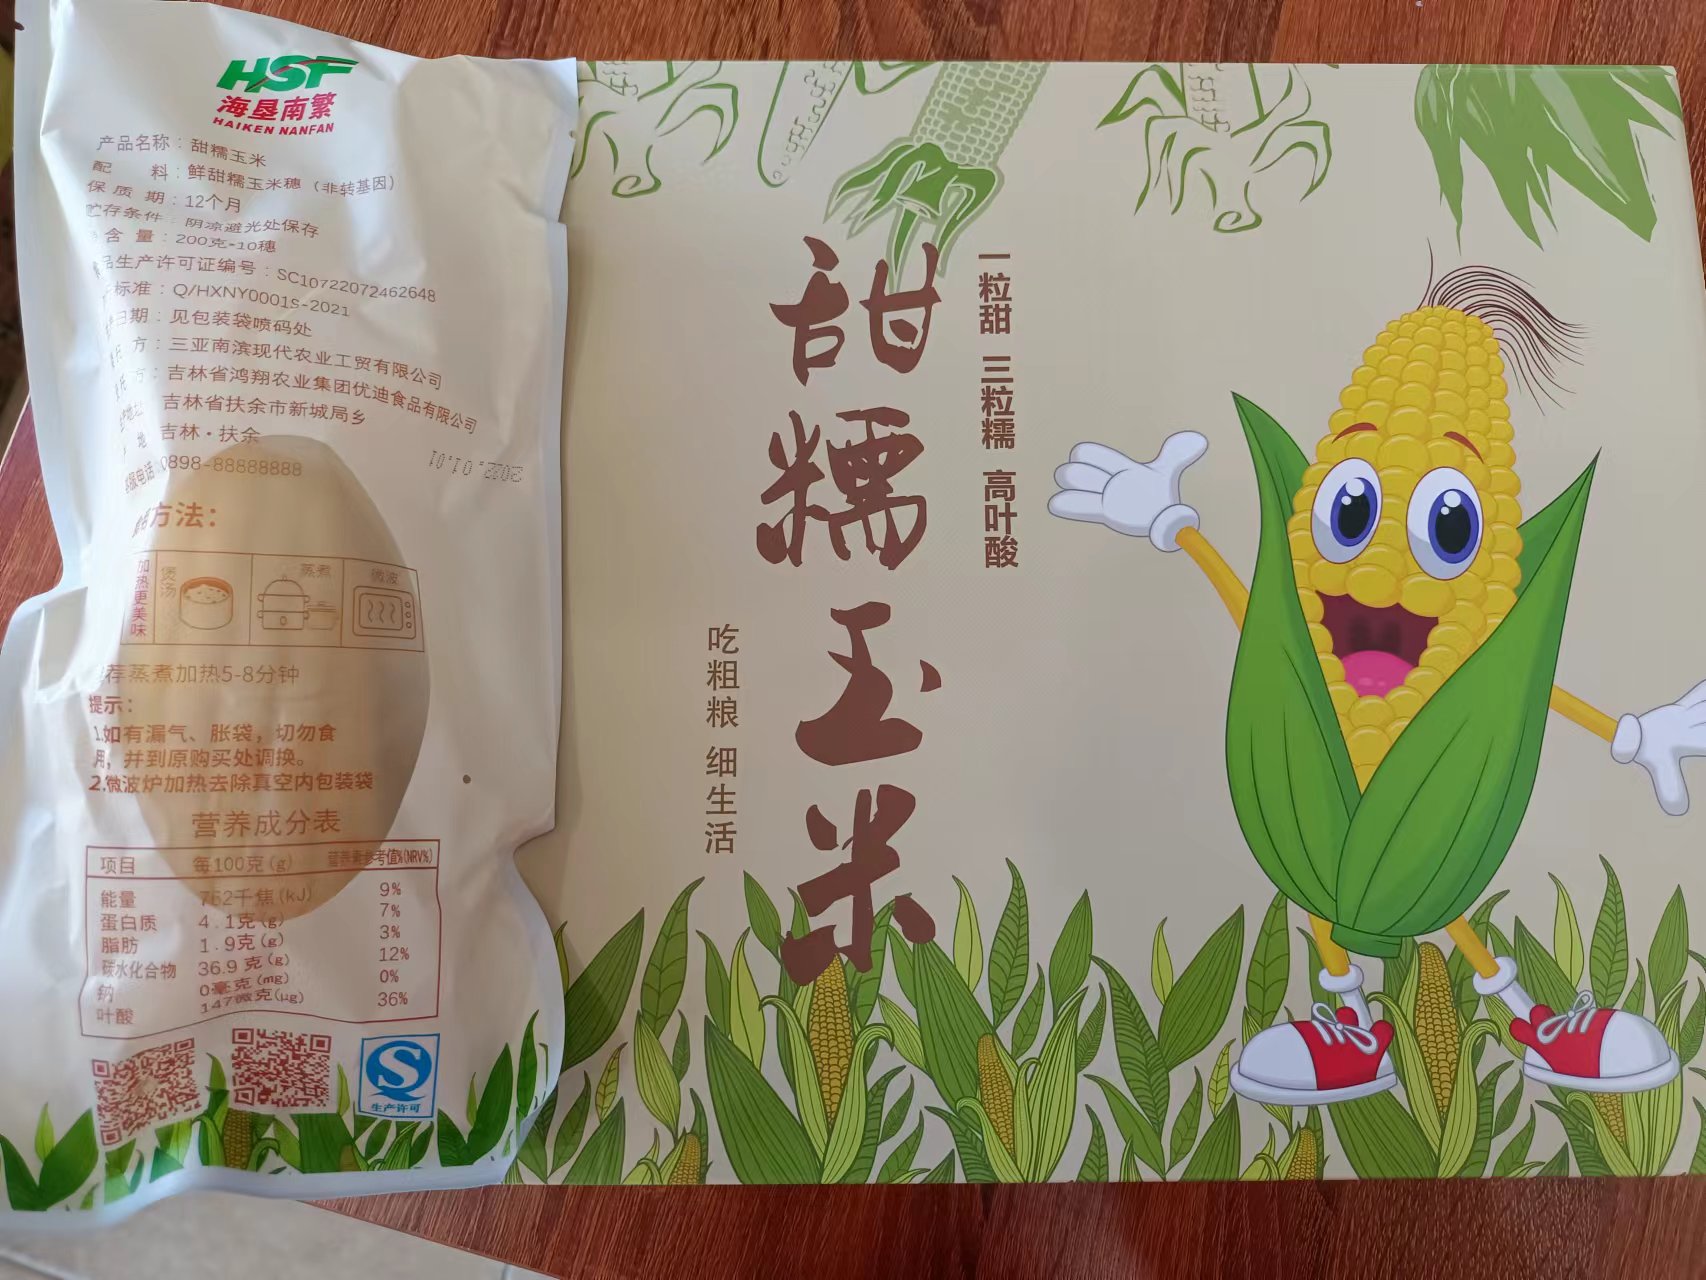 HSF
海垦南繁
HAIKEN NANFAN
产品名称：甜糯玉米
配 料：鲜甜糯玉米穗（非转基因）
保 质 期：12个月
贮存条件：阴凉避光处保存
含 量：200克-10穗
品生产许可证编号：SC10722072462648
标准：Q/HXNY0001S-2021
日期：见包装袋喷码处
方：三亚南滨现代农业工贸有限公司
托 方：吉林省鸿翔农业集团优迪食品有限公司
地址：吉林省扶余市新城局乡
地：吉林·扶余
服电话：0898-88888888
2022.01.01
方法：
加热更美味
煲汤
蒸煮
微波
荐蒸煮加热5-8分钟
提示：
1.如有漏气、胀袋，切勿食
用，并到原购买处调换。
2.微波炉加热去除真空内包装袋
营养成分表
项目 每100克(g) 营养素参考值%(NRV%)
能量 762千焦(kJ) 9%
蛋白质 4.1克(g) 7%
脂肪 1.9克(g) 3%
碳水化合物 36.9克(g) 12%
钠 0毫克(mg) 0%
叶酸 147微克(μg) 36%
生产许可
甜糯玉米
一粒甜 三粒糯 高叶酸
吃粗粮 细生活